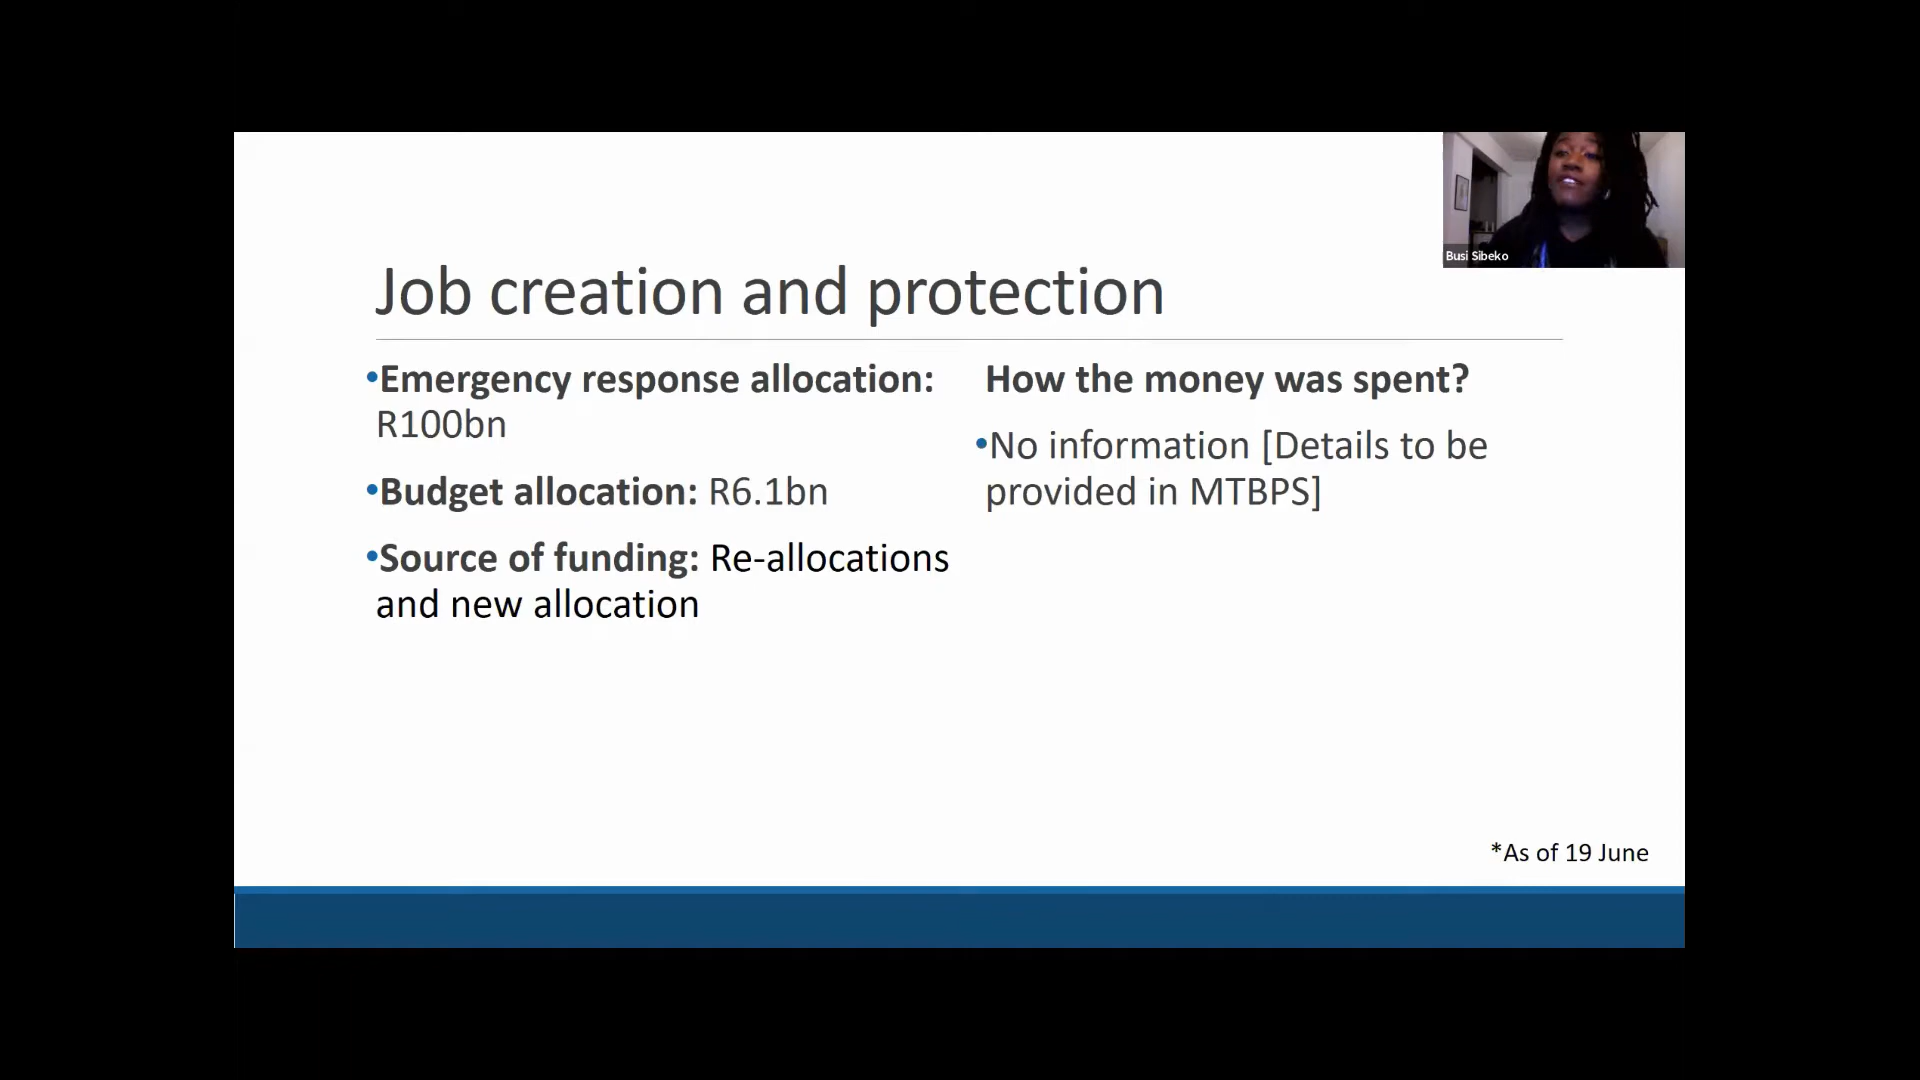 Busi Sibeko
Job creation and protection
•Emergency response allocation:
R100bn
•Budget allocation: R6.1bn
•Source of funding: Re-allocations
and new allocation
How the money was spent?
•No information [Details to be
provided in MTBPS]
*As of 19 June